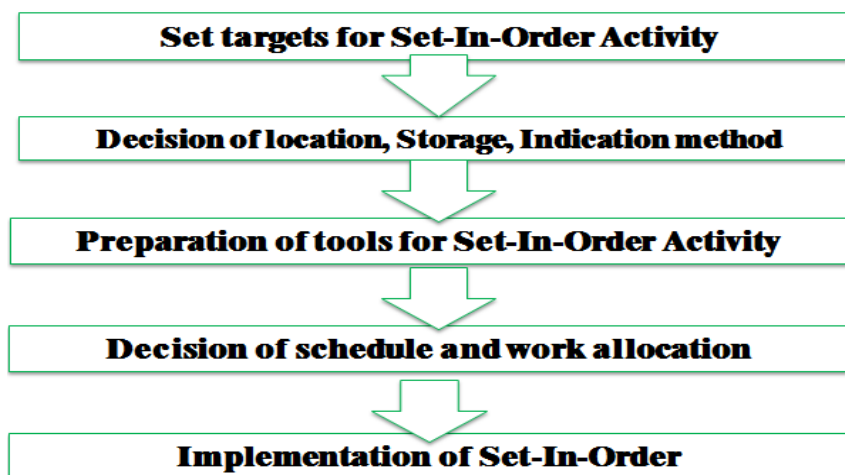 Set targets for Set-In-Order Activity
Decision of location, Storage, Indication method
Preparation of tools for Set-In-Order Activity
Decision of schedule and work allocation
Implementation of Set-In-Order